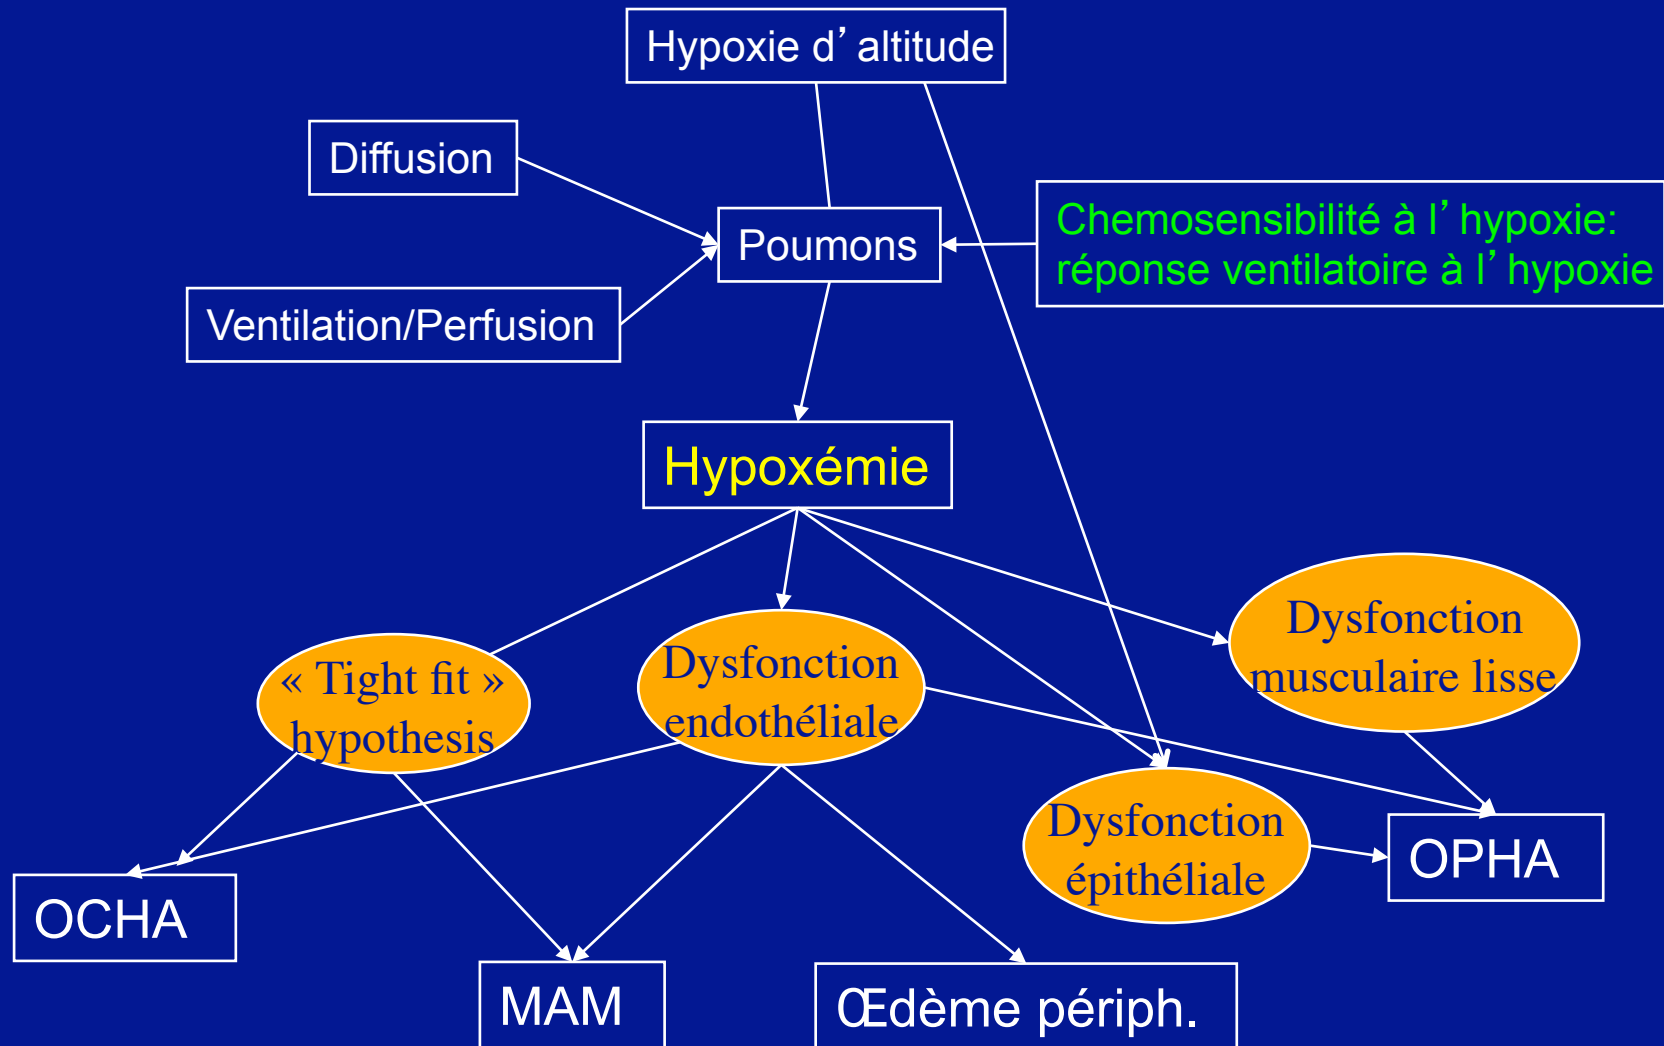 Hypoxie d’altitude
Diffusion
Poumons
Chemosensibilité à l’hypoxie:
réponse ventilatoire à l’hypoxie
Ventilation/Perfusion
Hypoxémie
« Tight fit »
hypothesis
Dysfonction
endothéliale
Dysfonction
musculaire lisse
Dysfonction
épithéliale
OPHA
OCHA
MAM
Œdème périph.